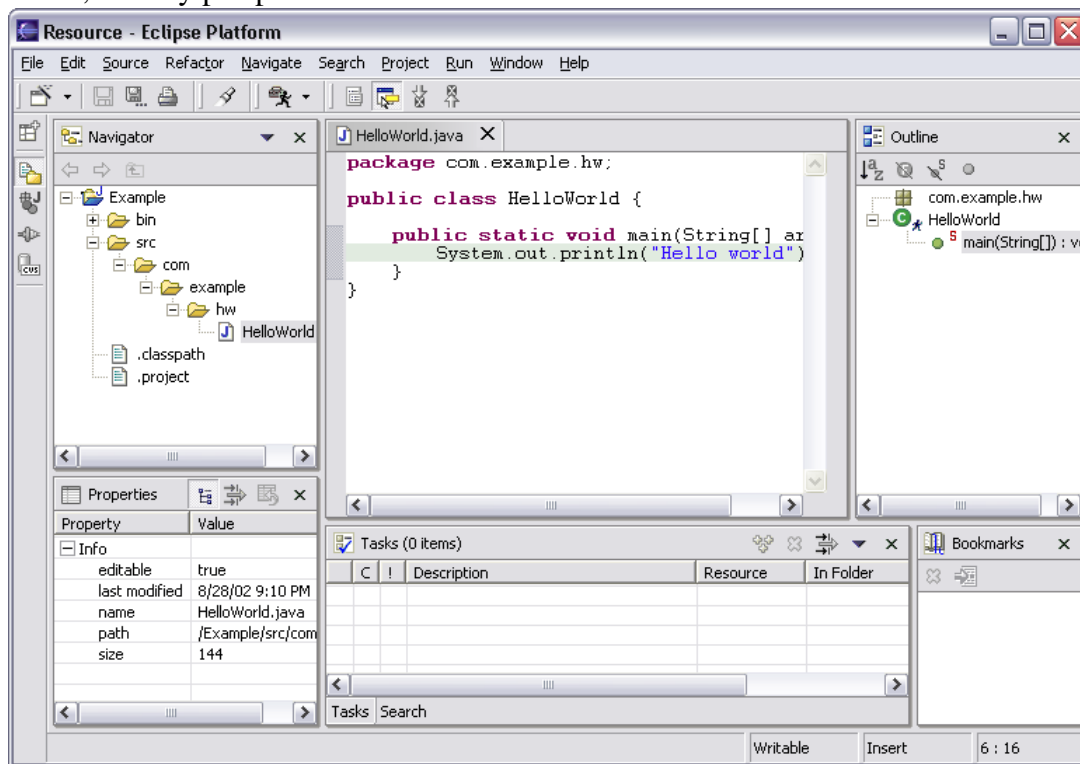 Resource - Eclipse Platform
File Edit Source Refactor Navigate Search Project Run Window Help
Navigator
Example
bin
src
com
example
hw
HelloWorld
.classpath
.project
HelloWorld.java
package com.example.hw;
public class HelloWorld {
public static void main(String[] ar
System.out.println("Hello world")
}
}
Outline
com.example.hw
HelloWorld
main(String[]) : v
Properties
Property Value
Info
editable true
last modified 8/28/02 9:10 PM
name HelloWorld.java
path /Example/src/com
size 144
Tasks (0 items)
C ! Description Resource In Folder
Tasks Search
Bookmarks
Writable Insert 6 : 16